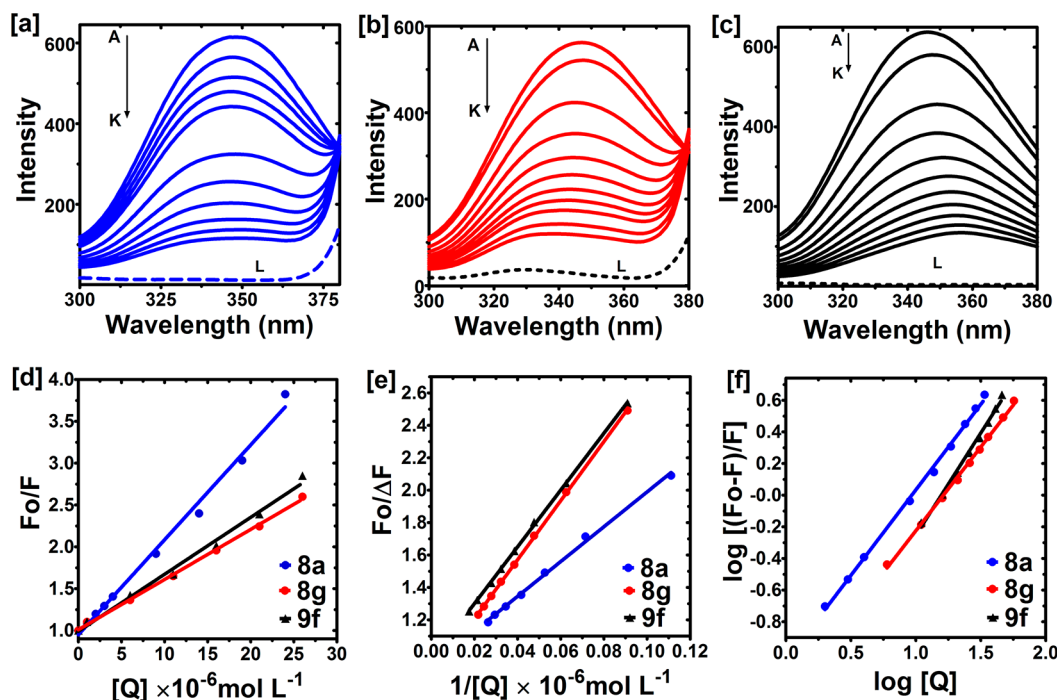 [a]
600
400
200
Intensity
A
K
L
300
325
350
375
Wavelength (nm)
[b]
600
500
400
300
200
100
0
Intensity
A
K
L
300
320
340
360
380
Wavelength (nm)
[c]
600
400
200
Intensity
A
K
L
300
320
340
360
380
Wavelength (nm)
[d]
4.0
3.5
3.0
2.5
2.0
1.5
1.0
Fo/F
0
5
10
15
20
25
30
[Q] ×10-6mol L-1
8a
8g
9f
[e]
2.6
2.4
2.2
2.0
1.8
1.6
1.4
1.2
Fo/ΔF
0.00
0.02
0.04
0.06
0.08
0.10
0.12
1/[Q] × 10-6mol L-1
8a
8g
9f
[f]
0.6
0.4
0.2
-0.0
-0.2
-0.4
-0.6
-0.8
log [(Fo-F)/F]
0.0
0.5
1.0
1.5
2.0
log [Q]
8a
8g
9f